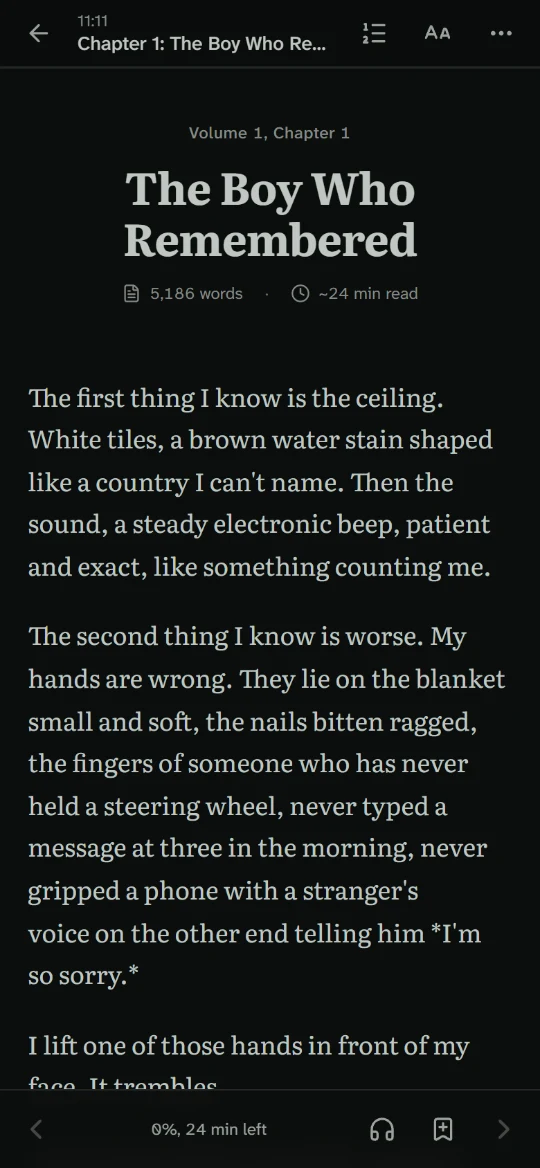 11:11
Chapter 1: The Boy Who Re...
Volume 1, Chapter 1
The Boy Who
Remembered
5,186 words · ~24 min read
The first thing I know is the ceiling.
White tiles, a brown water stain shaped
like a country I can't name. Then the
sound, a steady electronic beep, patient
and exact, like something counting me.
The second thing I know is worse. My
hands are wrong. They lie on the blanket
small and soft, the nails bitten ragged,
the fingers of someone who has never
held a steering wheel, never typed a
message at three in the morning, never
gripped a phone with a stranger's
voice on the other end telling him *I'm
so sorry.*
I lift one of those hands in front of my
face. It trembles.
0%, 24 min left